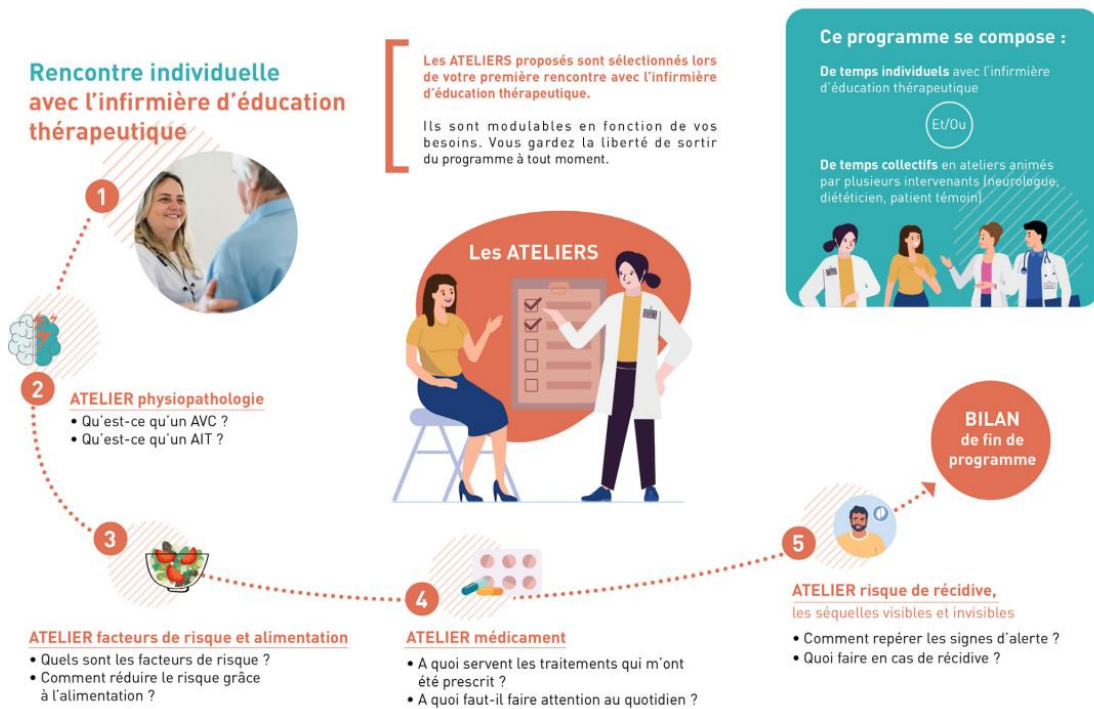 Rencontre individuelle
avec l'infirmière d'éducation
thérapeutique
1
Les ATELIERS proposés sont sélectionnés lors
de votre première rencontre avec l'infirmière
d'éducation thérapeutique.
Ils sont modulables en fonction de vos
besoins. Vous gardez la liberté de sortir
du programme à tout moment.
Ce programme se compose :
De temps individuels avec l'infirmière
d'éducation thérapeutique
Et/Ou
De temps collectifs en ateliers animés
par plusieurs intervenants (neurologue,
diététicien, patient témoin)
Les ATELIERS
2
ATELIER physiopathologie
• Qu'est-ce qu'un AVC ?
• Qu'est-ce qu'un AIT ?
3
ATELIER facteurs de risque et alimentation
• Quels sont les facteurs de risque ?
• Comment réduire le risque grâce
à l'alimentation ?
4
ATELIER médicament
• A quoi servent les traitements qui m'ont
été prescrit ?
• A quoi faut-il faire attention au quotidien ?
5
ATELIER risque de récidive,
les séquelles visibles et invisibles
• Comment repérer les signes d'alerte ?
• Quoi faire en cas de récidive ?
BILAN
de fin de
programme